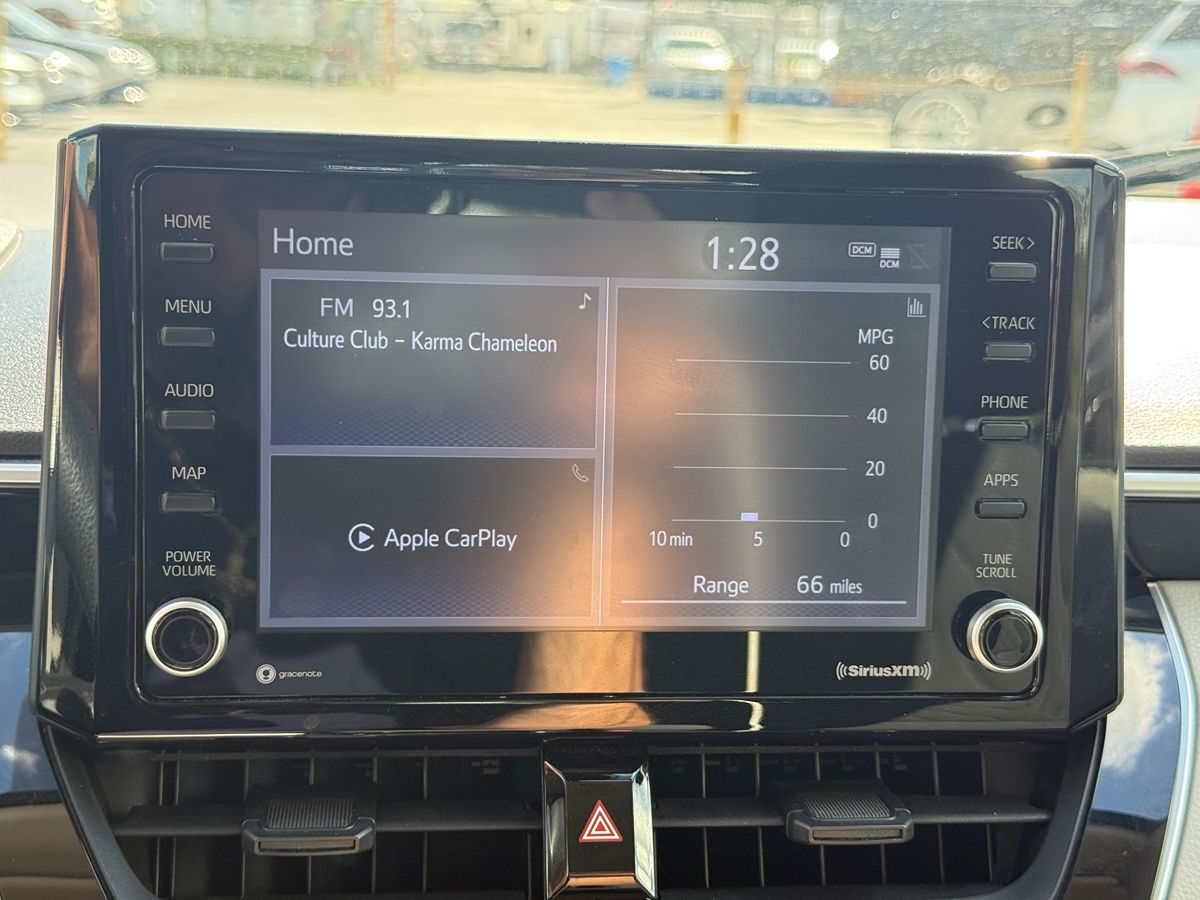 HOME
MENU
AUDIO
MAP
POWER
VOLUME
gracenote
Home
1:28
DCM
DCM
FM 93.1
Culture Club – Karma Chameleon
Apple CarPlay
MPG
60
40
20
0
10 min 5 0
Range 66 miles
SEEK>
<TRACK
PHONE
APPS
TUNE
SCROLL
((SiriusXM))